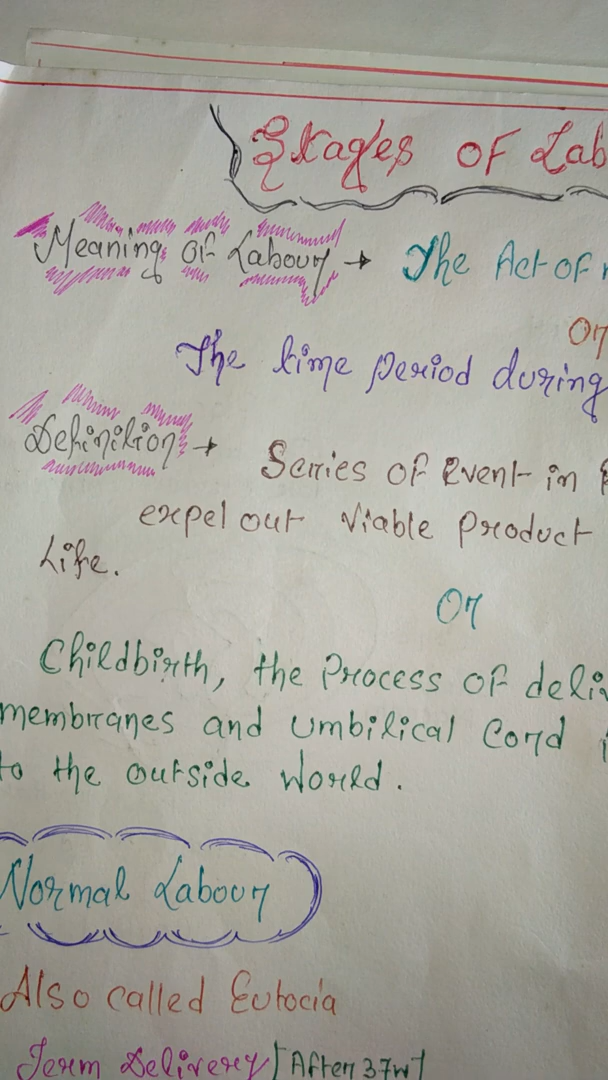 Stages of Lab
Meaning of Labour → The Act of
Or
The time period during
Definition → Series of Event in
expel out viable product
Life.
Or
Childbirth, the process of deli
membranes and umbilical cord
to the outside world.
Normal Labour
Also called Eutocia
Term Delivery [After 37w]